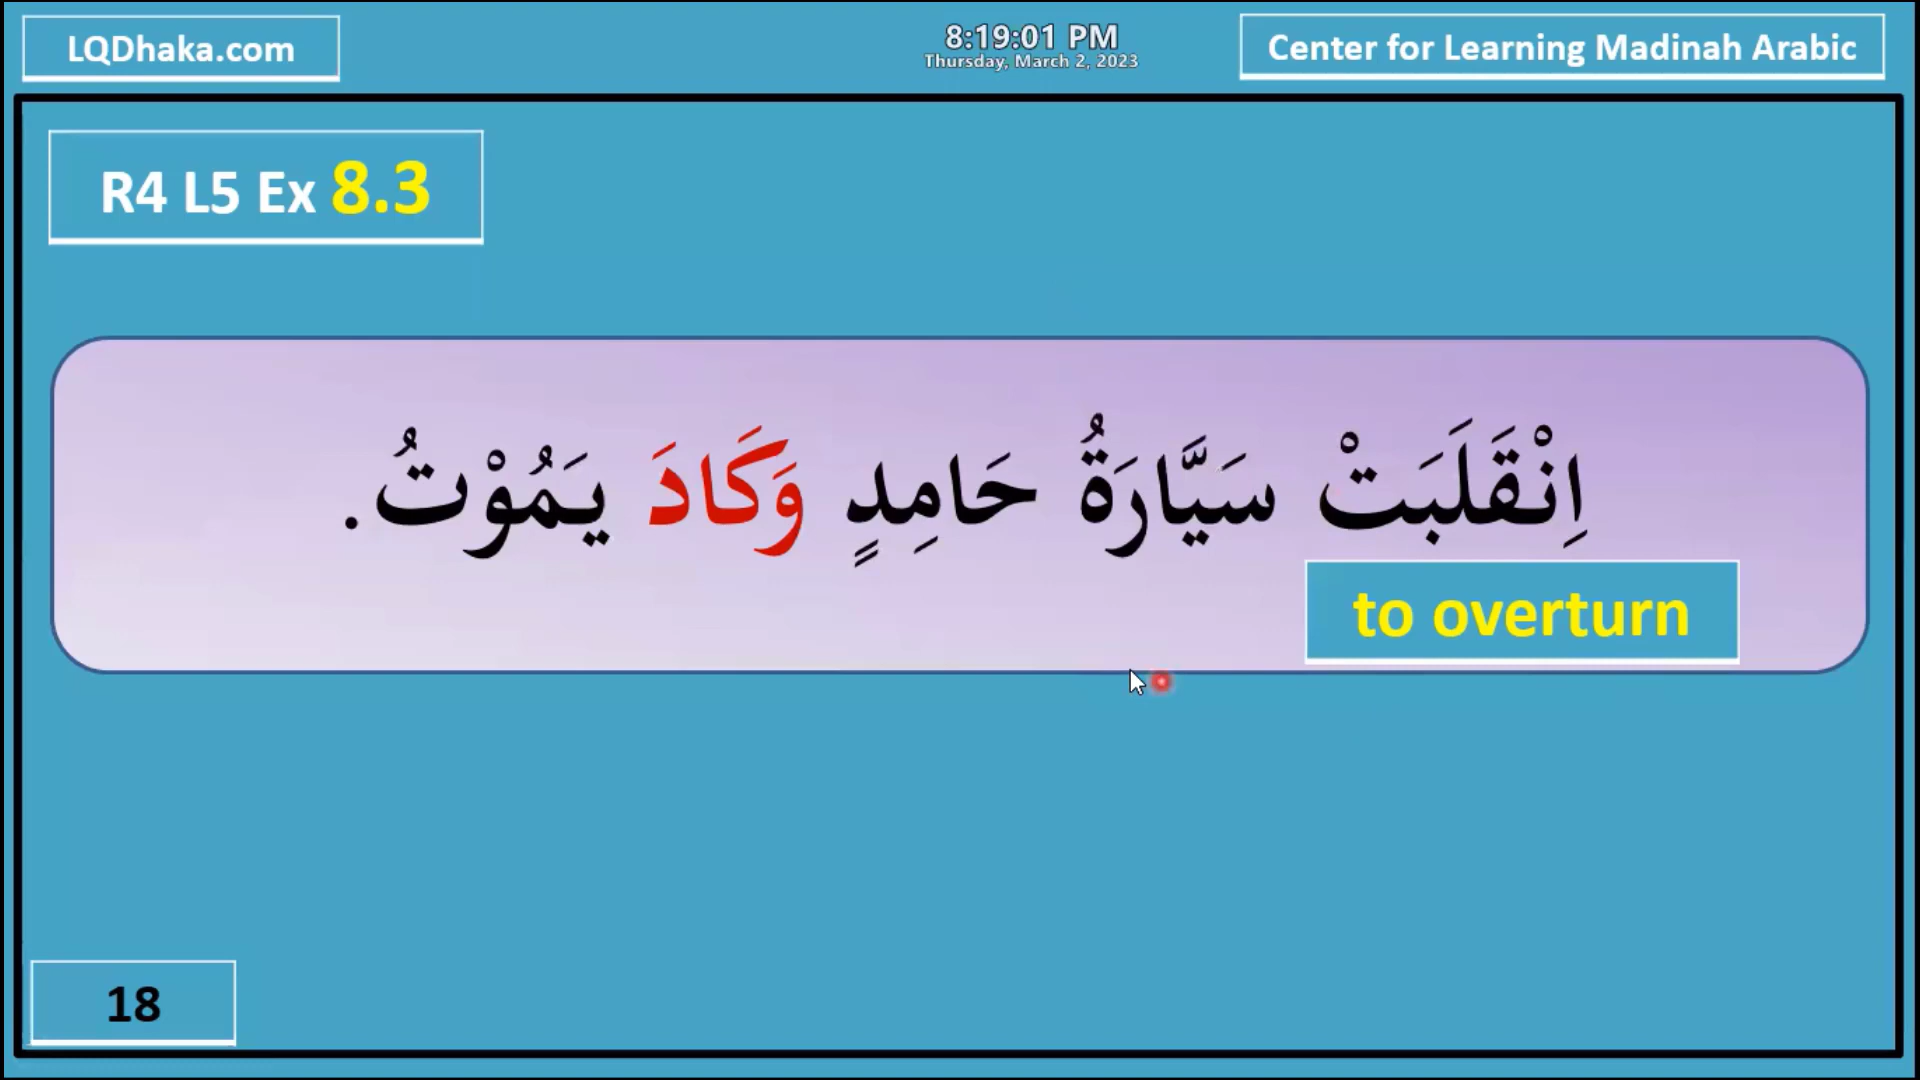 LQDhaka.com
8:19:01 PM
Thursday, March 2, 2023
Center for Learning Madinah Arabic
R4 L5 Ex 8.3
اِنْقَلَبَتْ سَيَّارَةُ حَامِدٍ وَكَادَ يَمُوْتُ.
to overturn
18